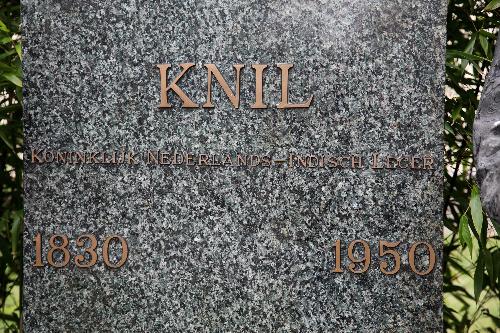 KNIL
KONINKLIJK NEDERLANDS-INDISCH LEGER
1830 1950